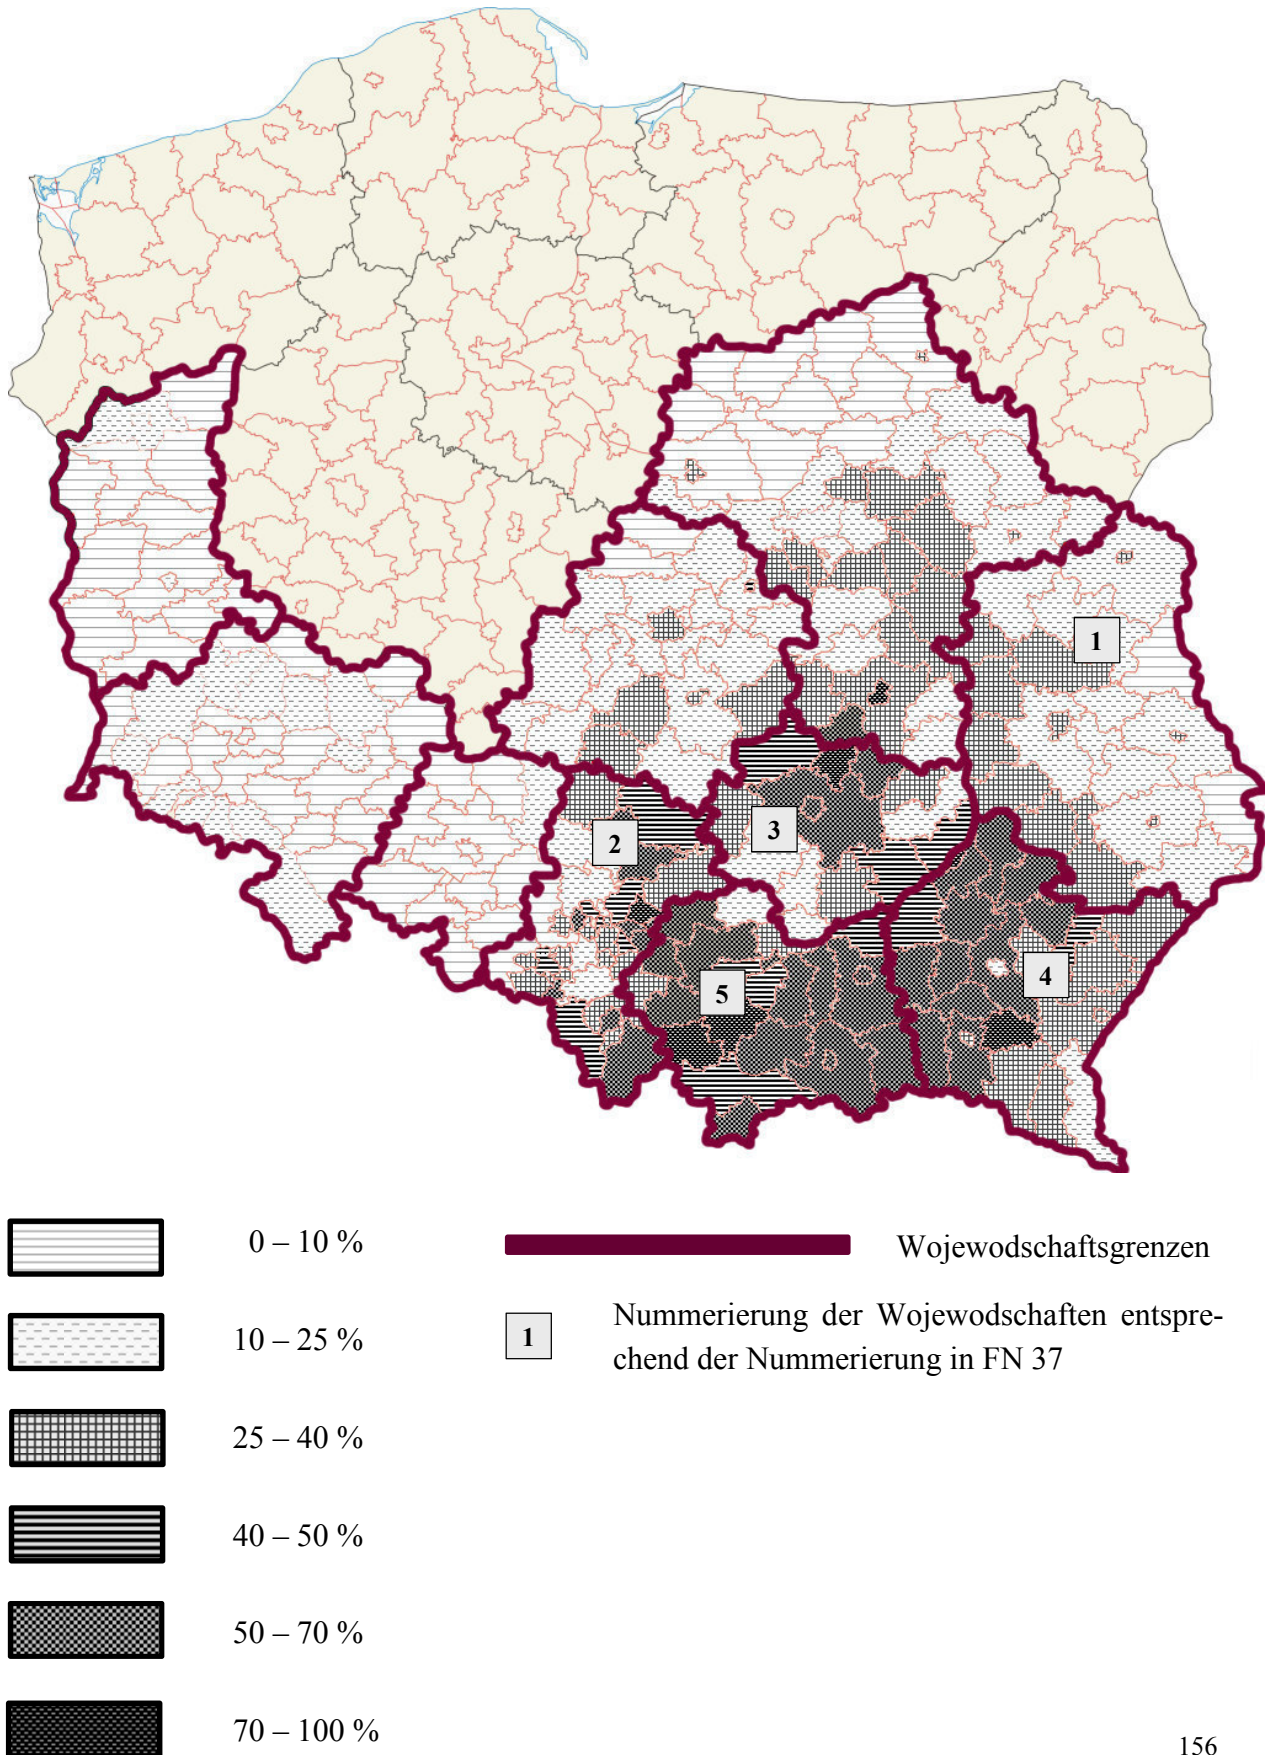 1
2
3
4
5
0 – 10 %
Wojewodschaftsgrenzen
10 – 25 %
1
Nummerierung der Wojewodschaften entspre-
chend der Nummerierung in FN 37
25 – 40 %
40 – 50 %
50 – 70 %
70 – 100 %
156